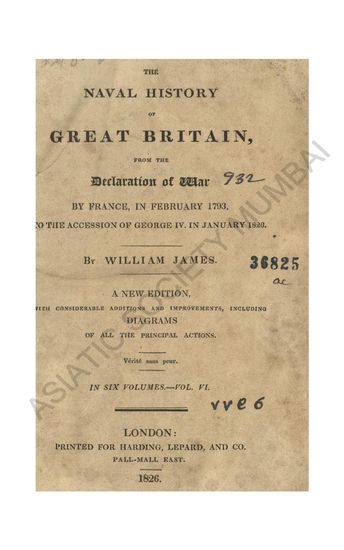 THE
NAVAL HISTORY
OF
GREAT BRITAIN,
FROM THE
Declaration of War
932
BY FRANCE, IN FEBRUARY 1793,
TO THE ACCESSION OF GEORGE IV. IN JANUARY 1820.
BY WILLIAM JAMES.
36825
ac
A NEW EDITION,
WITH CONSIDERABLE ADDITIONS AND IMPROVEMENTS, INCLUDING
DIAGRAMS
OF ALL THE PRINCIPAL ACTIONS.
Vérité sans peur.
IN SIX VOLUMES.—VOL. VI.
vve6
LONDON:
PRINTED FOR HARDING, LEPARD, AND CO.
PALL-MALL EAST.
1826.
ASIATIC SOCIETY MUMBAI